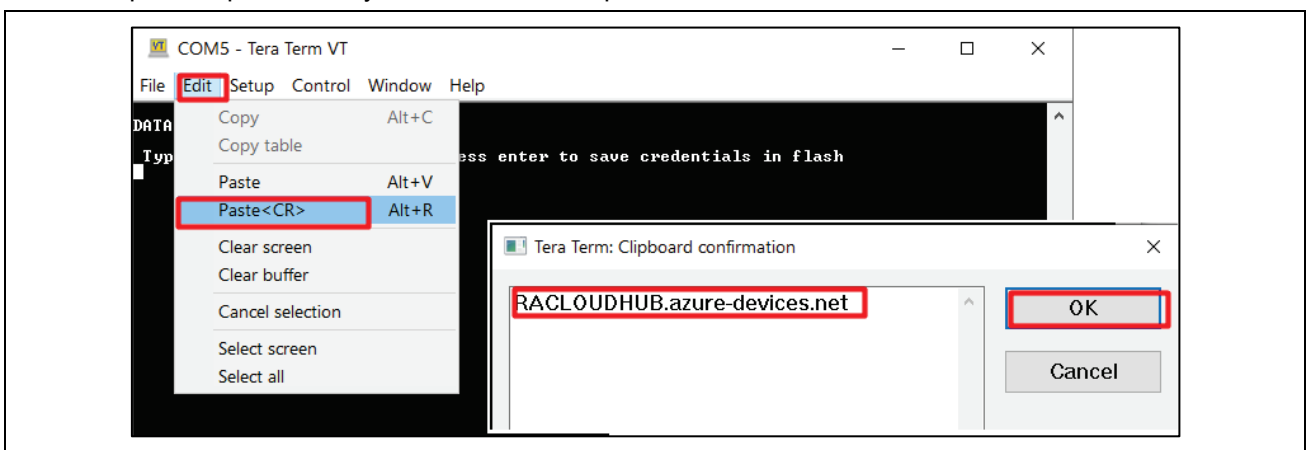 COM5 - Tera Term VT
File Edit Setup Control Window Help
DATA
Typ ess enter to save credentials in flash
Copy Alt+C
Copy table
Paste Alt+V
Paste<CR> Alt+R
Clear screen
Clear buffer
Cancel selection
Select screen
Select all
Tera Term: Clipboard confirmation
RACLOUDHUB.azure-devices.net
OK
Cancel